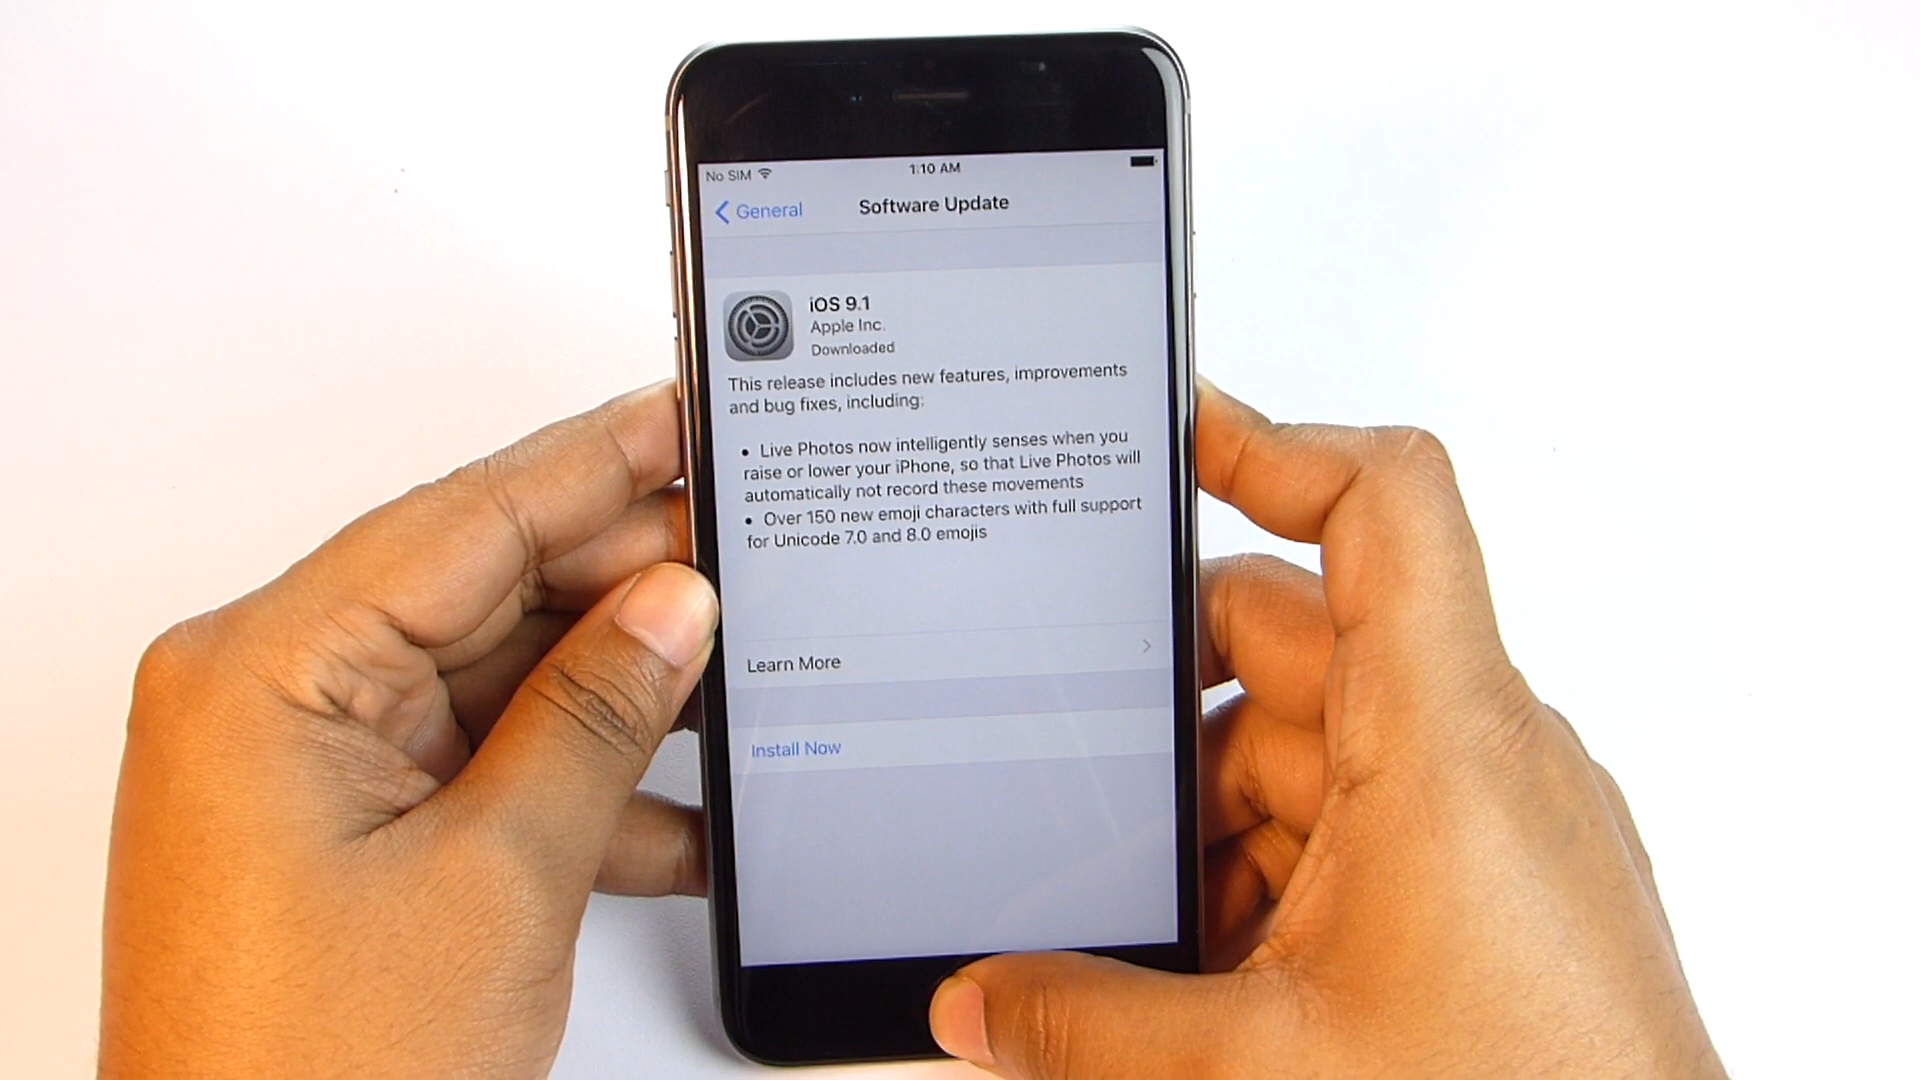 No SIM 1:10 AM
General Software Update
iOS 9.1
Apple Inc.
Downloaded
This release includes new features, improvements
and bug fixes, including:
• Live Photos now intelligently senses when you
raise or lower your iPhone, so that Live Photos will
automatically not record these movements
• Over 150 new emoji characters with full support
for Unicode 7.0 and 8.0 emojis
Learn More
Install Now